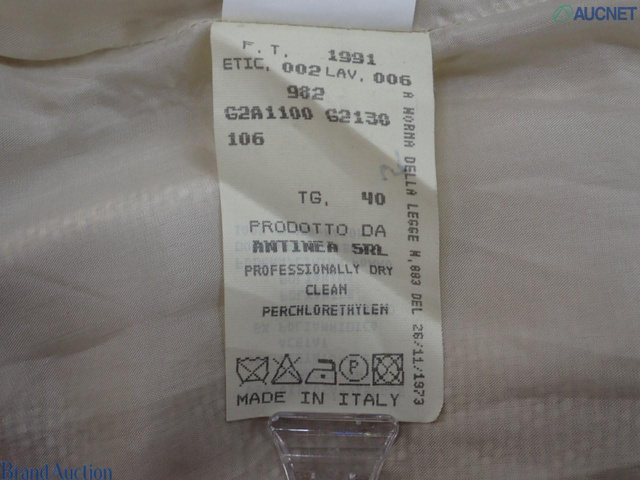 AUCNET
F. T. 1991
ETIC. 002 LAV. 006
982
G2A1100 G2130
106
TG. 40
PRODOTTO DA
ANTINEA SRL
PROFESSIONALLY DRY
CLEAN
PERCHLORETHYLEN
P
MADE IN ITALY
A NORMA DELLA LEGGE N.883 DEL 26/11/1973
Brand Auction